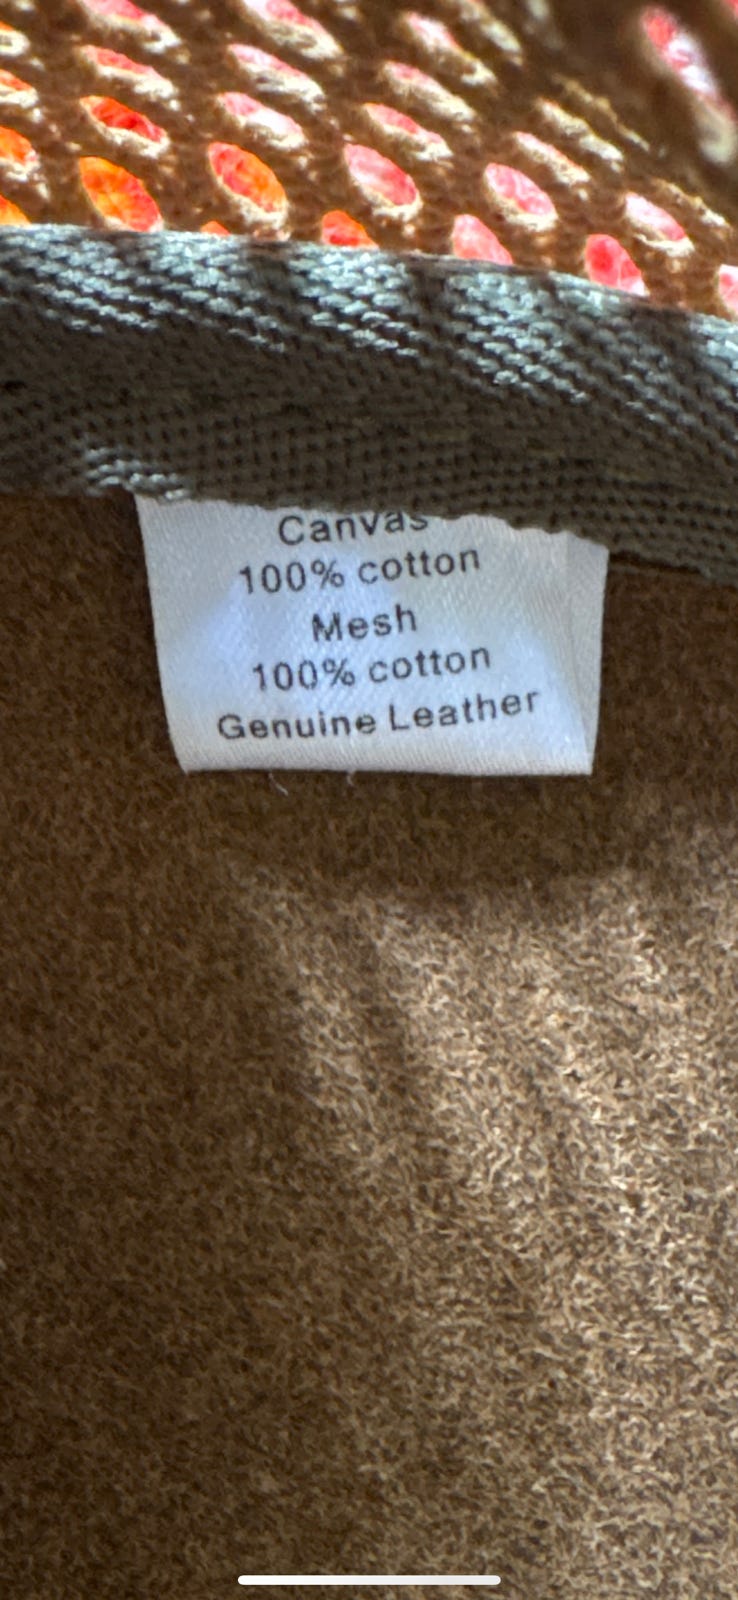 Canvas
100% cotton
Mesh
100% cotton
Genuine Leather